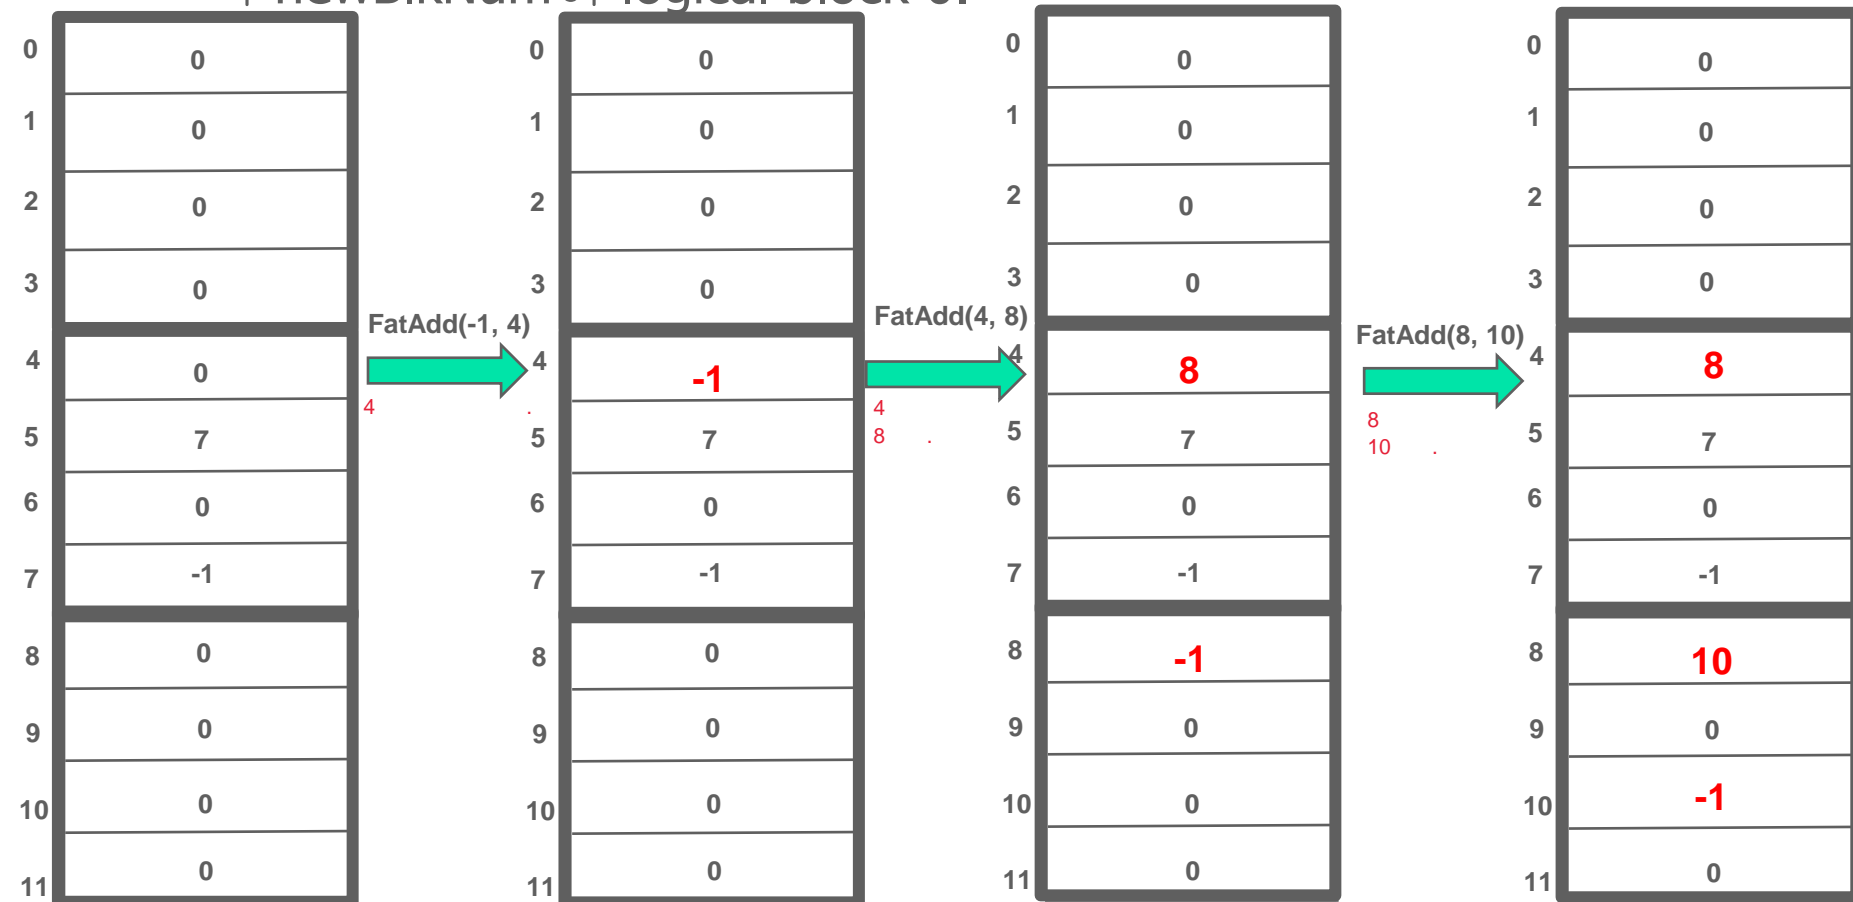 newBlkNum logical block 0.
0 0 0 0 0 0 0 0
1 0 1 0 1 0 1 0
2 0 2 0 2 0 2 0
3 0 3 0 3 0 3 0
FatAdd(-1, 4) FatAdd(4, 8) FatAdd(8, 10)
4 0 4 -1 4 8 4 8
4 . 4 8
8 . 10 .
5 7 5 7 5 7 5 7
6 0 6 0 6 0 6 0
7 -1 7 -1 7 -1 7 -1
8 0 8 0 8 -1 8 10
9 0 9 0 9 0 9 0
10 0 10 0 10 0 10 -1
11 0 11 0 11 0 11 0